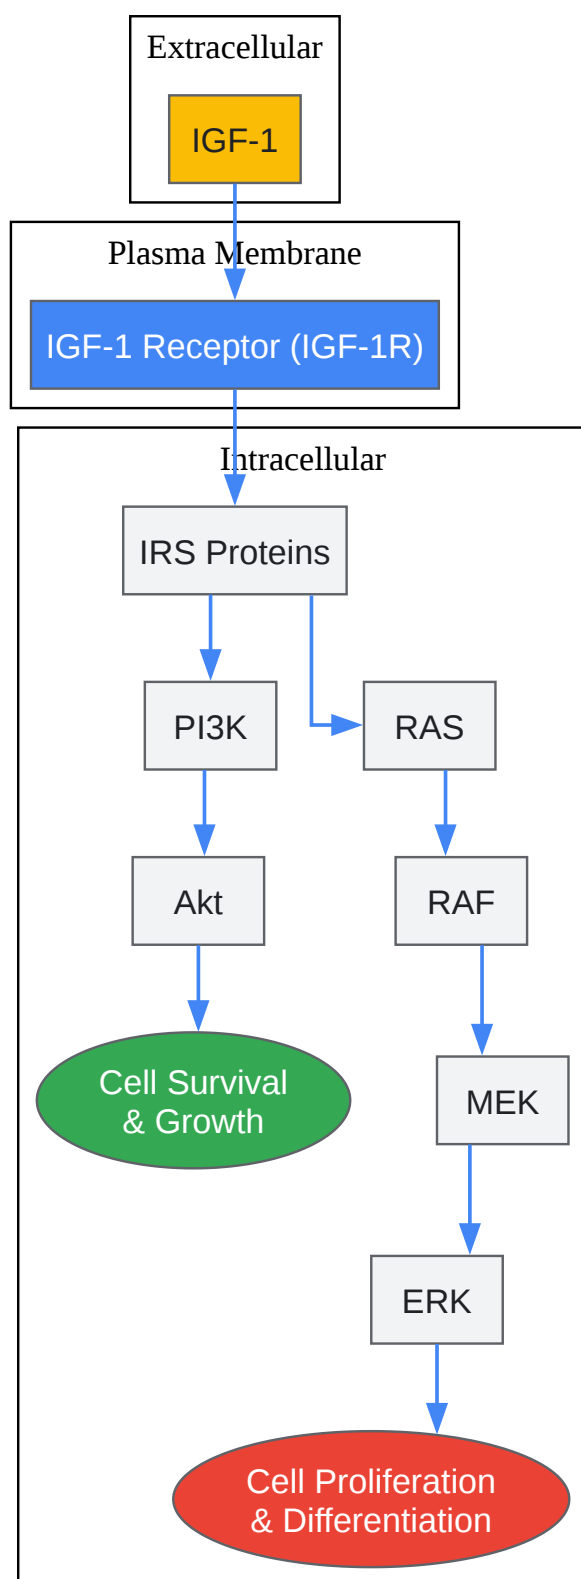 Extracellular
IGF-1
Plasma Membrane
IGF-1 Receptor (IGF-1R)
Intracellular
IRS Proteins
PI3K
RAS
Akt
RAF
Cell Survival
& Growth
MEK
ERK
Cell Proliferation
& Differentiation